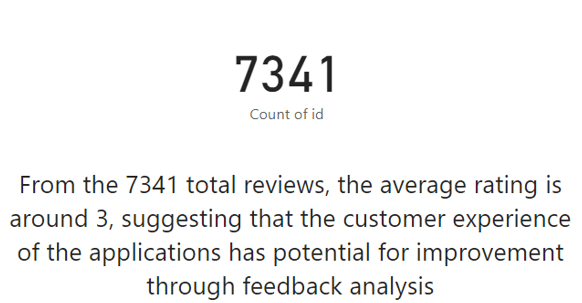 7341
Count of id
From the 7341 total reviews, the average rating is
around 3, suggesting that the customer experience
of the applications has potential for improvement
through feedback analysis